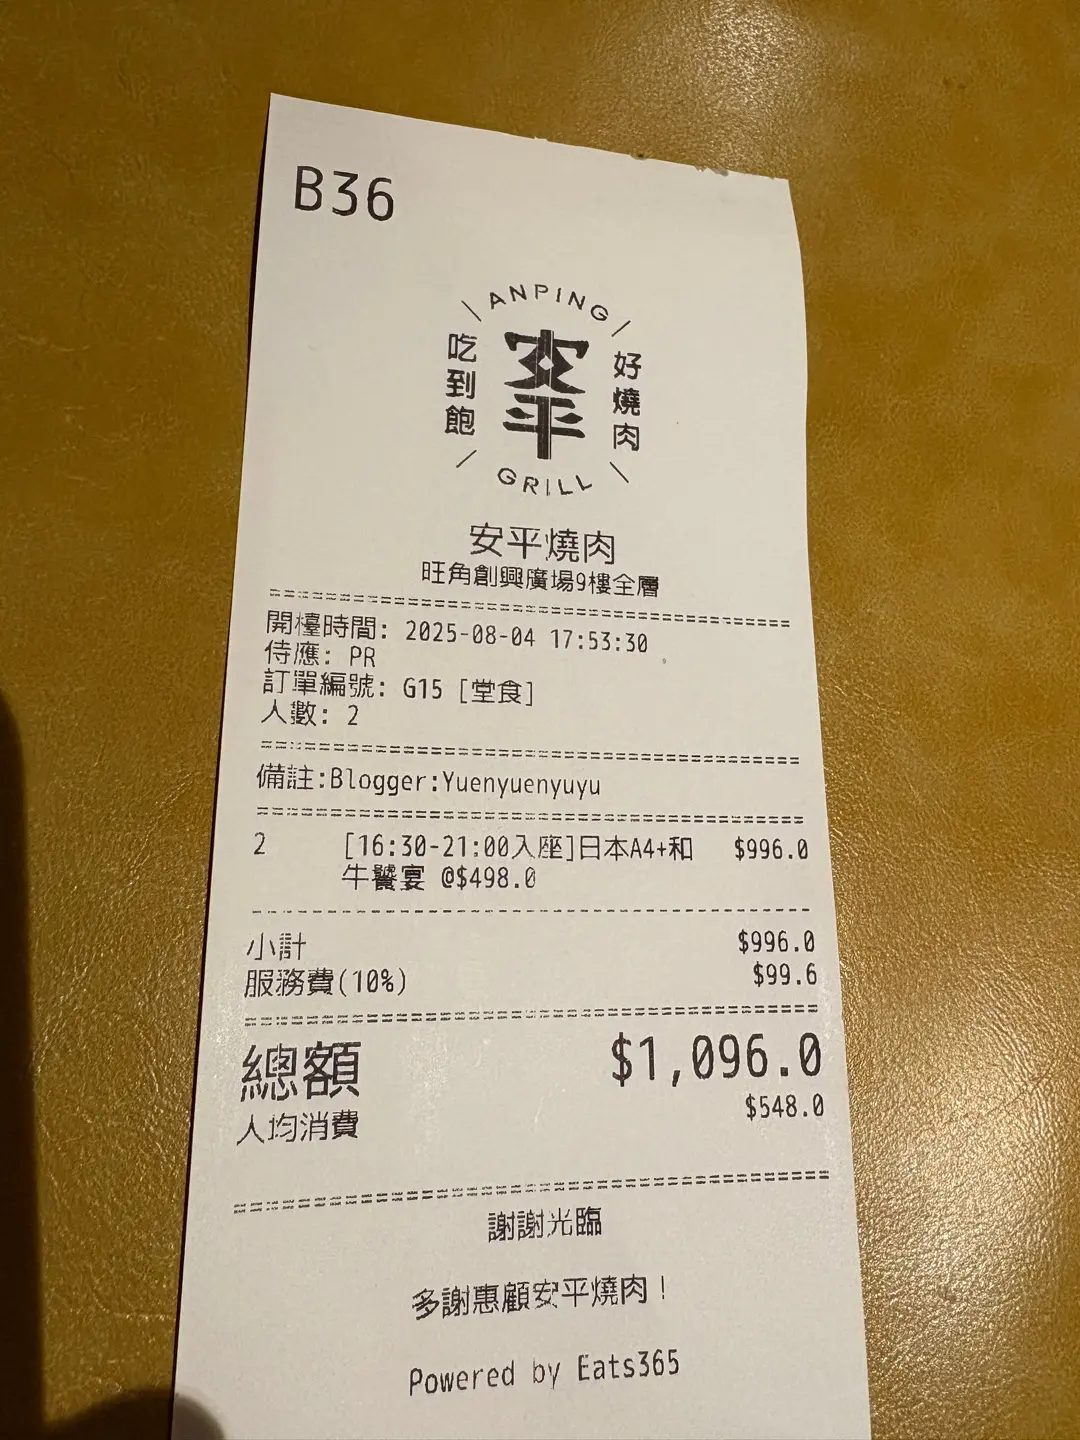 B36
ANPING
吃到飽
安平
好燒肉
GRILL
安平燒肉
旺角創興廣場9樓全層
開檯時間: 2025-08-04 17:53:30
侍應: PR
訂單編號: G15 [堂食]
人數: 2
備註:Blogger:Yuenyuenyuyu
2 [16:30-21:00入座]日本A4+和 $996.0
牛饗宴 @$498.0
小計 $996.0
服務費(10%) $99.6
總額 $1,096.0
人均消費 $548.0
謝謝光臨
多謝惠顧安平燒肉!
Powered by Eats365